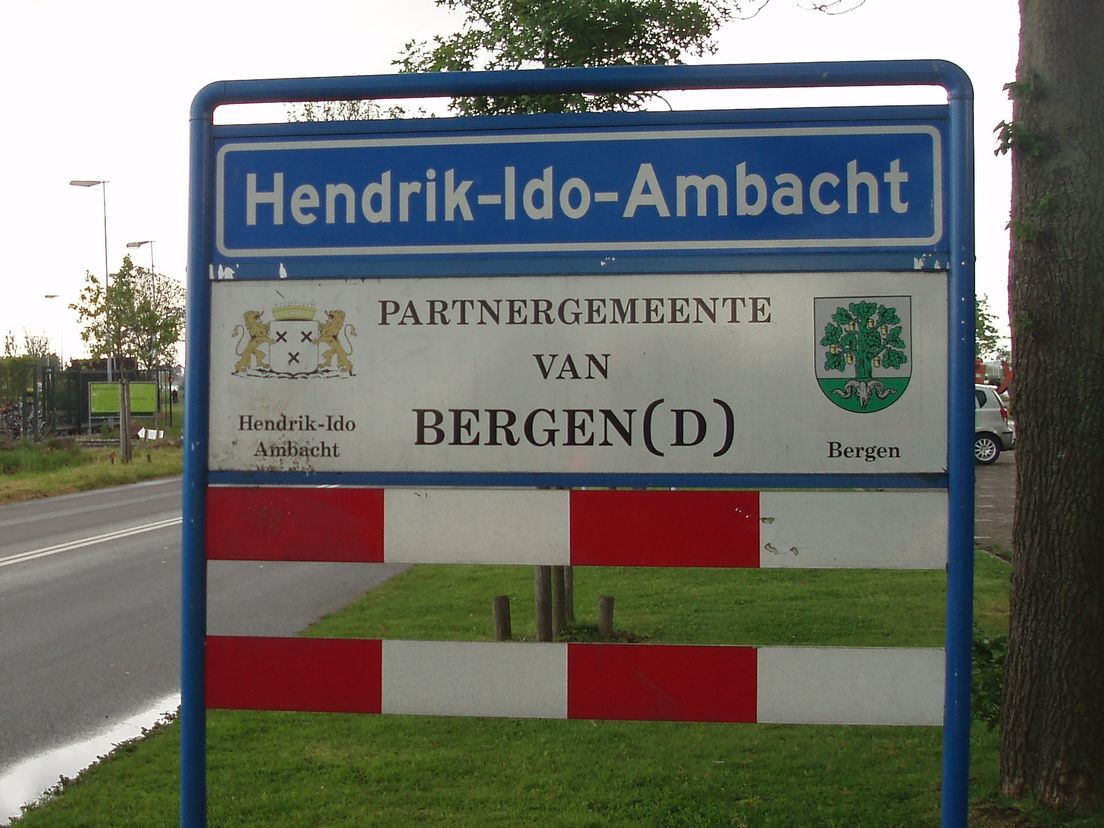 Hendrik-Ido-Ambacht
PARTNERGEMEENTE
VAN
BERGEN(D)
Hendrik-Ido
Ambacht
Bergen